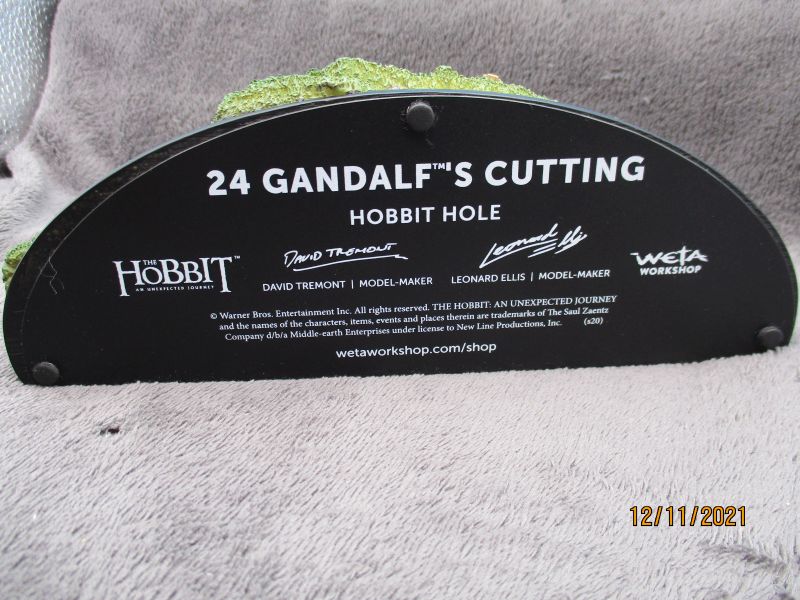 24 GANDALF™'S CUTTING
HOBBIT HOLE
THE HOBBIT™
AN UNEXPECTED JOURNEY
DAVID TREMONT
DAVID TREMONT | MODEL-MAKER
Leonard Ellis
LEONARD ELLIS | MODEL-MAKER
WETA
WORKSHOP
© Warner Bros. Entertainment Inc. All rights reserved. THE HOBBIT: AN UNEXPECTED JOURNEY
and the names of the characters, items, events and places therein are trademarks of The Saul Zaentz
Company d/b/a Middle-earth Enterprises under license to New Line Productions, Inc. (s20)
wetaworkshop.com/shop
12/11/2021